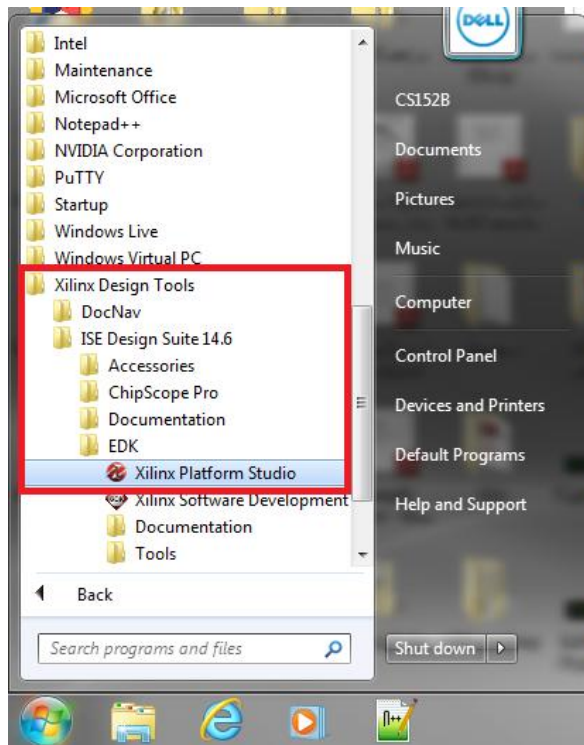 Intel
Maintenance
Microsoft Office
Notepad++
NVIDIA Corporation
PuTTY
Startup
Windows Live
Windows Virtual PC
Xilinx Design Tools
DocNav
ISE Design Suite 14.6
Accessories
ChipScope Pro
Documentation
EDK
Xilinx Platform Studio
Xilinx Software Development
Documentation
Tools
Back
Search programs and files
DELL
CS152B
Documents
Pictures
Music
Computer
Control Panel
Devices and Printers
Default Programs
Help and Support
Shut down